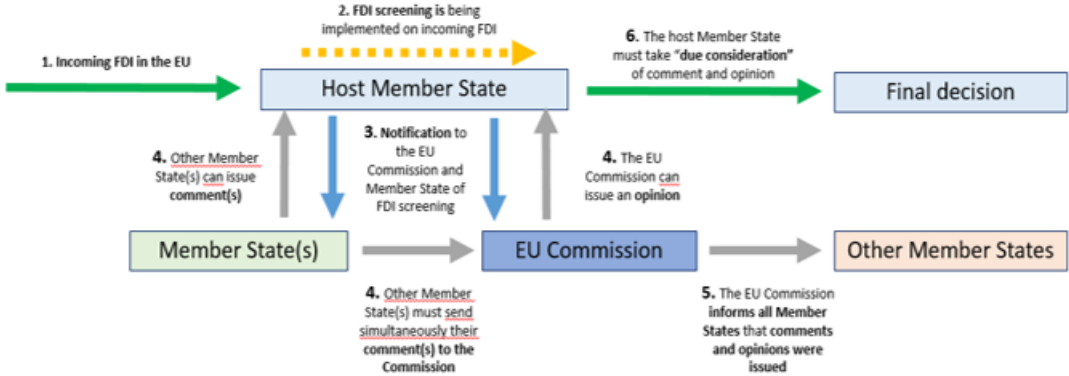 2. FDI screening is being
implemented on incoming FDI
1. Incoming FDI in the EU
Host Member State
6. The host Member State
must take “due consideration”
of comment and opinion
Final decision
4. Other Member
State(s) can issue
comment(s)
3. Notification to
the EU
Commission and
Member State of
FDI screening
4. The EU
Commission can
issue an opinion
Member State(s)
EU Commission
Other Member States
4. Other Member
State(s) must send
simultaneously their
comment(s) to the
Commission
5. The EU Commission
informs all Member
States that comments
and opinions were
issued